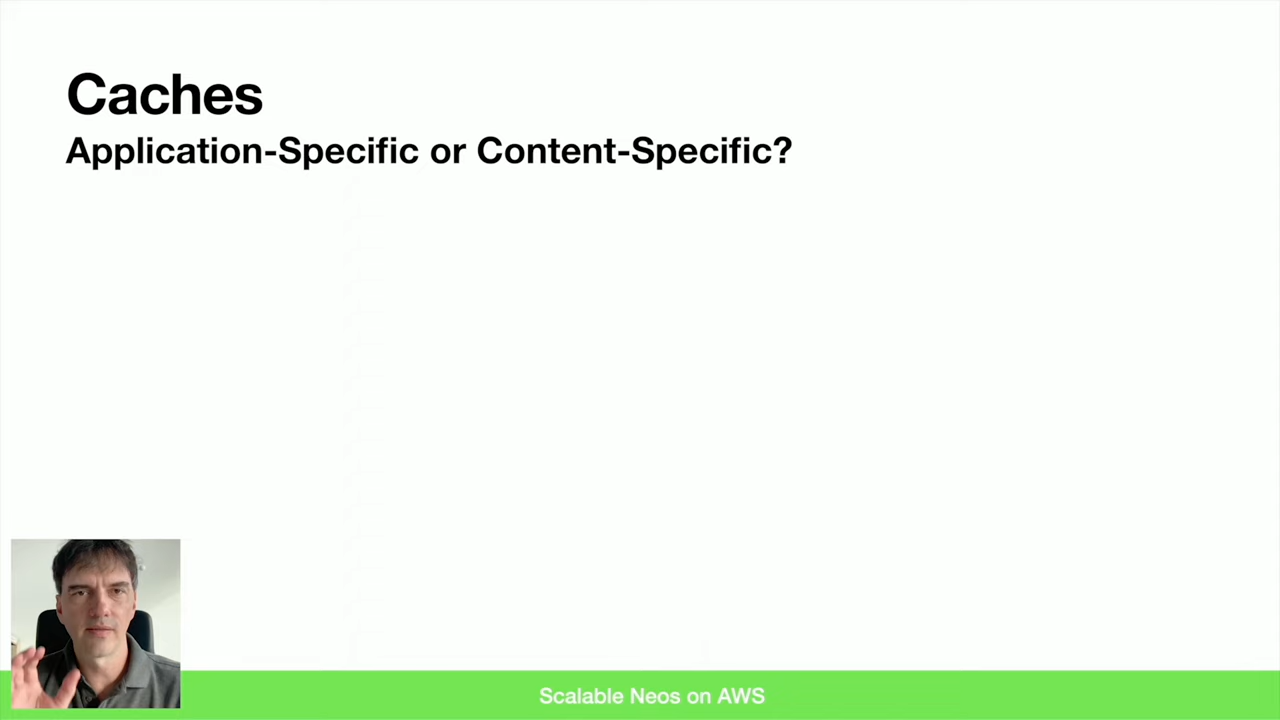 Caches
Application-Specific or Content-Specific?
Scalable Neos on AWS